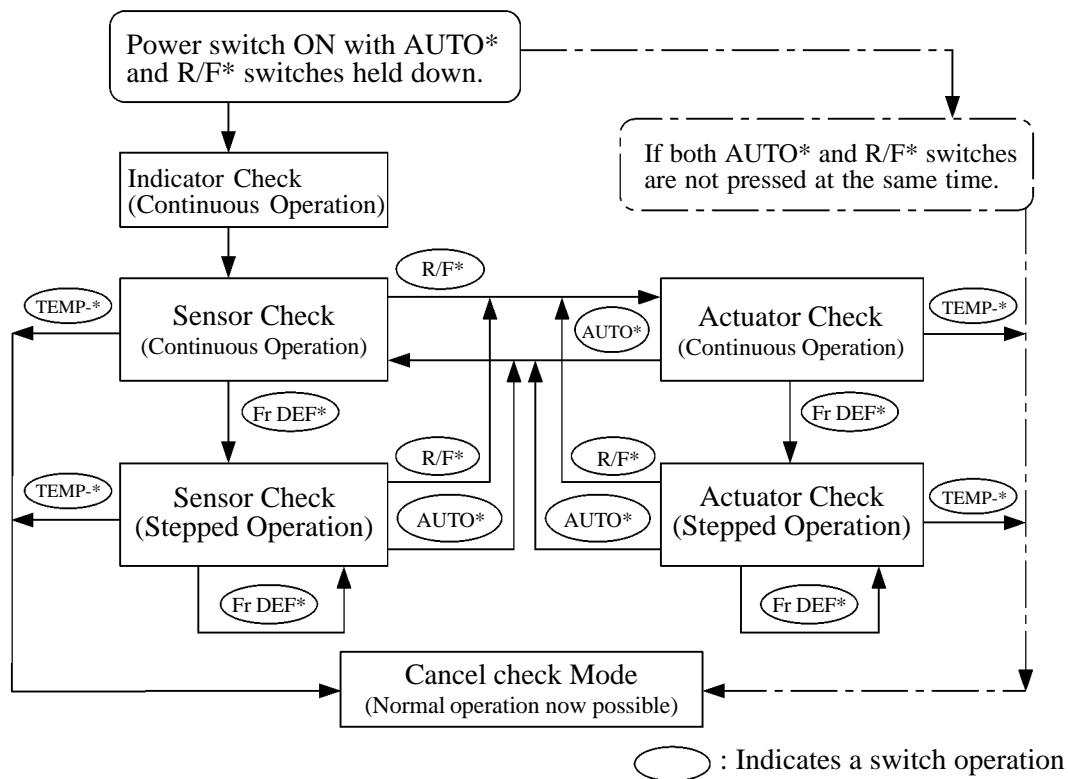 Power switch ON with AUTO*
and R/F* switches held down.
If both AUTO* and R/F* switches
are not pressed at the same time.
Indicator Check
(Continuous Operation)
R/F*
TEMP-*
Sensor Check
(Continuous Operation)
AUTO*
Actuator Check
(Continuous Operation)
TEMP-*
Fr DEF*
Fr DEF*
TEMP-*
Sensor Check
(Stepped Operation)
R/F*
AUTO*
R/F*
AUTO*
Actuator Check
(Stepped Operation)
TEMP-*
Fr DEF*
Fr DEF*
Cancel check Mode
(Normal operation now possible)
: Indicates a switch operation